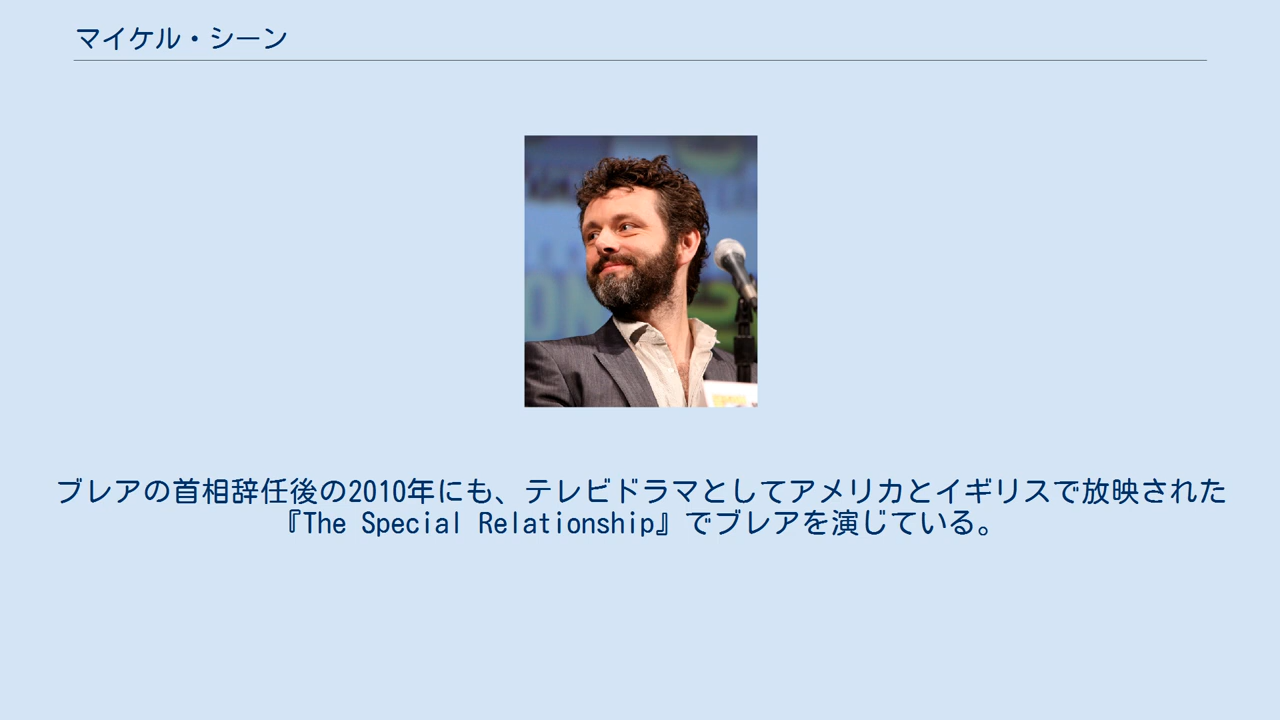 マイケル・シーン
ブレアの首相辞任後の2010年にも、テレビドラマとしてアメリカとイギリスで放映された
『The Special Relationship』でブレアを演じている。